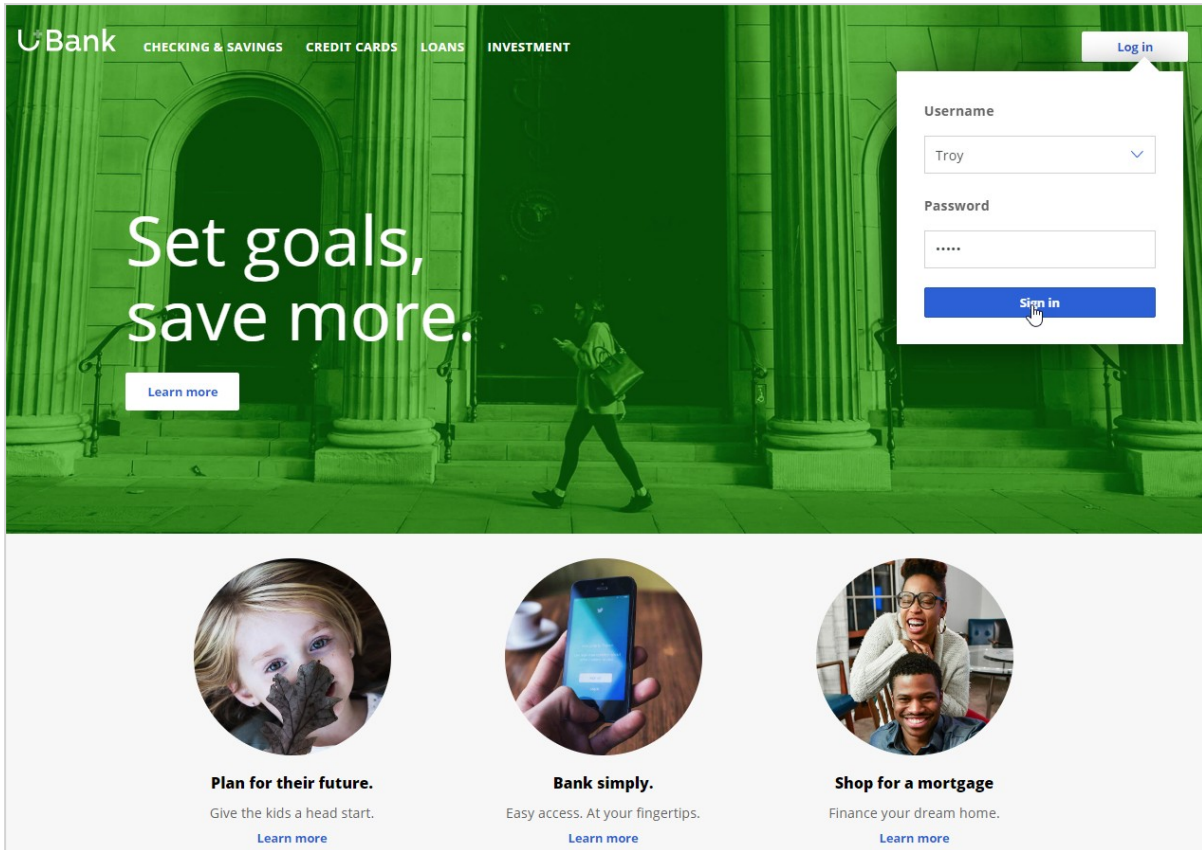 U Bank
CHECKING & SAVINGS
CREDIT CARDS
LOANS
INVESTMENT
Log in
Username
Troy
Password
•••••
Sign in
Set goals,
save more.
Learn more
Plan for their future.
Give the kids a head start.
Learn more
Bank simply.
Easy access. At your fingertips.
Learn more
Shop for a mortgage
Finance your dream home.
Learn more